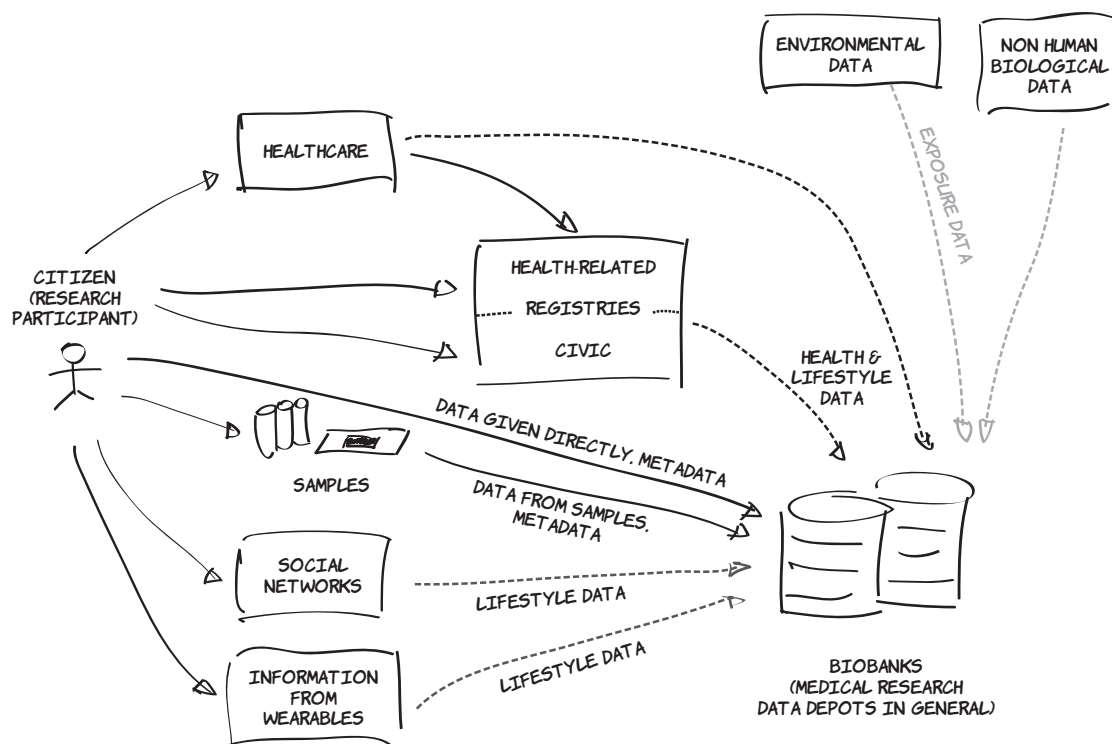 ENVIRONMENTAL
DATA
NON HUMAN
BIOLOGICAL
DATA
HEALTHCARE
EXPOSURE DATA
CITIZEN
(RESEARCH
PARTICIPANT)
HEALTH-RELATED
REGISTRIES
CIVIC
HEALTH &
LIFESTYLE
DATA
DATA GIVEN DIRECTLY, METADATA
SAMPLES
DATA FROM SAMPLES,
METADATA
SOCIAL
NETWORKS
LIFESTYLE DATA
INFORMATION
FROM
WEARABLES
LIFESTYLE DATA
BIOBANKS
(MEDICAL RESEARCH
DATA DEPOTS IN GENERAL)